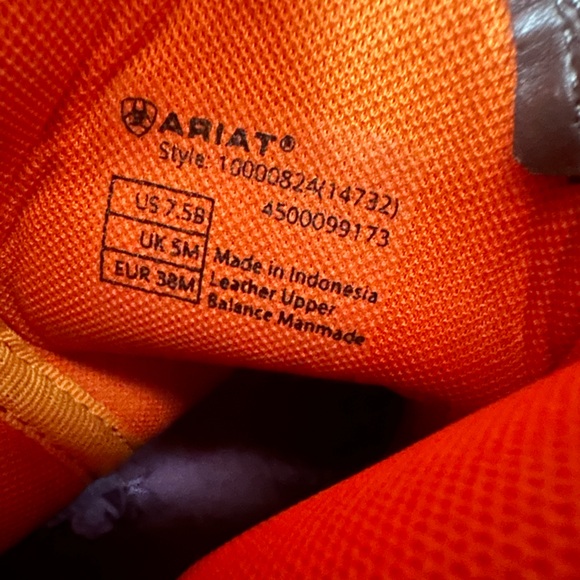 ARIAT®
Style: 10000824(14732)
4500099173
US 7.5B
UK 5M
EUR 38M
Made in Indonesia
Leather Upper
Balance Manmade